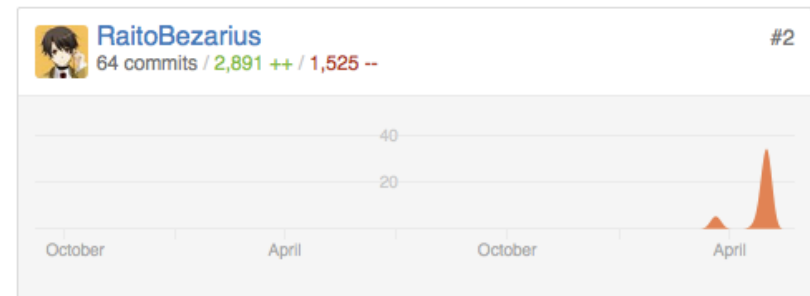 RaitoBezarius #2
64 commits / 2,891 ++ / 1,525 --
40
20
October April October April